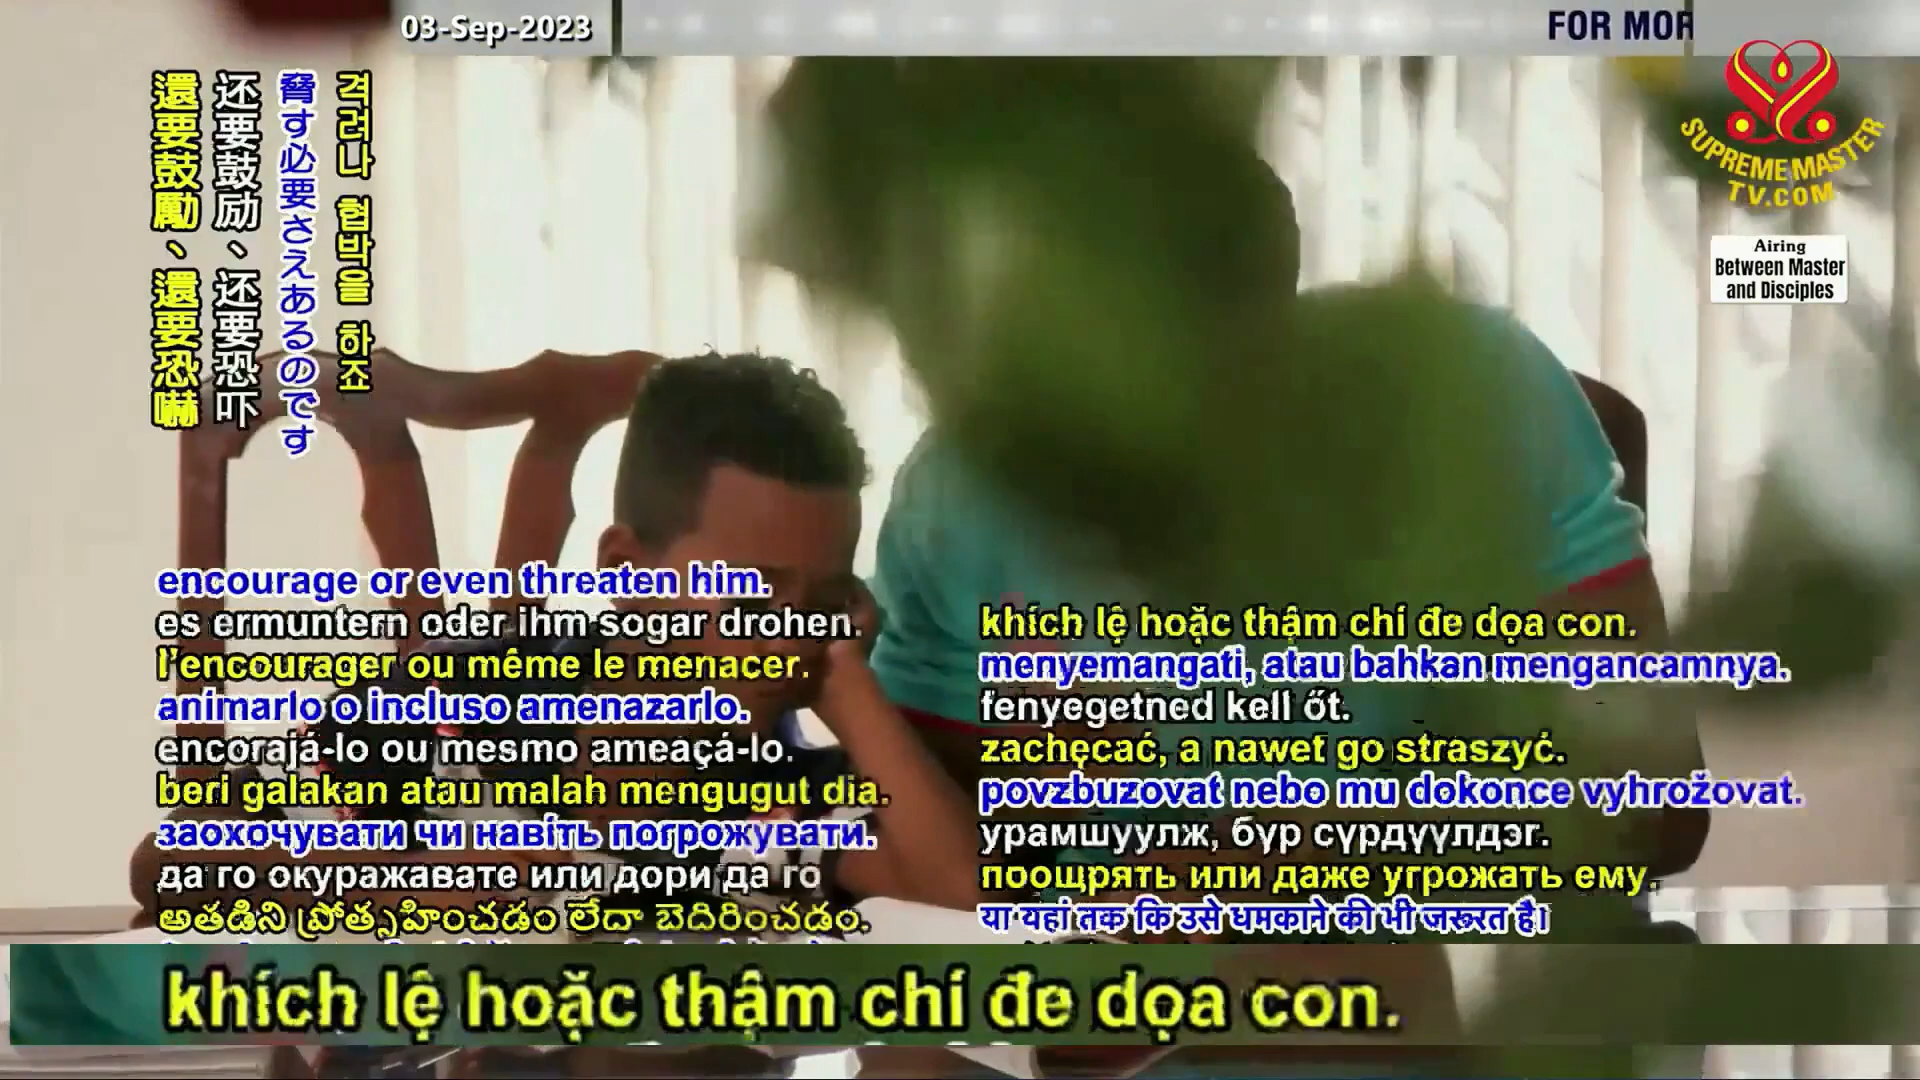 03-Sep-2023
FOR MOR
SUPREME MASTER
TV.COM
Airing
Between Master
and Disciples
격려나 협박을 하죠
脅す必要さえあるのです
还要鼓励、还要恐吓
還要鼓勵、還要恐嚇
encourage or even threaten him.
es ermuntern oder ihm sogar drohen.
l'encourager ou même le menacer.
animarlo o incluso amenazarlo.
encorajá-lo ou mesmo ameaçá-lo.
beri galakan atau malah mengugut dia.
заохочувати чи навіть погрожувати.
да го окуражавате или дори да го
అతడిని ప్రోత్సహించడం లేదా బెదిరించడం.
khích lệ hoặc thậm chí đe dọa con.
menyemangati, atau bahkan mengancamnya.
fenyegetned kell őt.
zachęcać, a nawet go straszyć.
povzbuzovat nebo mu dokonce vyhrožovat.
урамшуулж, бүр сүрдүүлдэг.
поощрять или даже угрожать ему.
या यहां तक कि उसे धमकाने की भी जरूरत है।
khích lệ hoặc thậm chí đe dọa con.